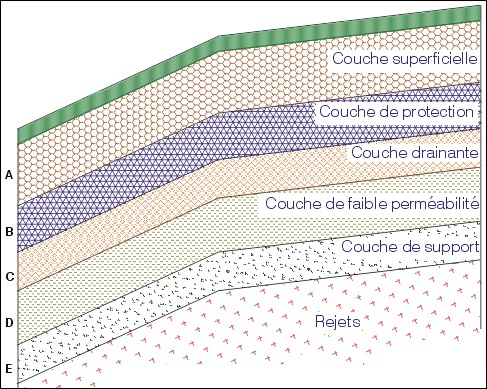 Couche superficielle
Couche de protection
Couche drainante
A
Couche de faible perméabilité
B
Couche de support
C
Rejets
D
E